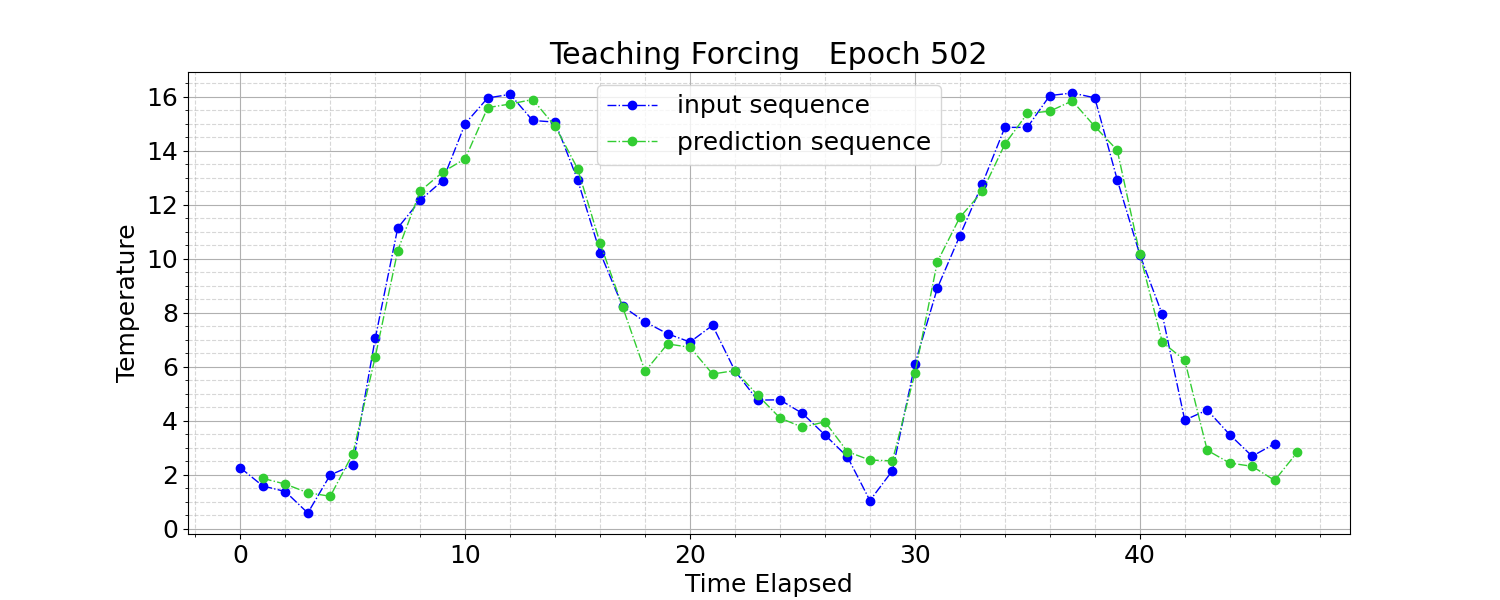 Teaching Forcing   Epoch 502
input sequence
prediction sequence
Temperature
16
14
12
10
8
6
4
2
0
0 10 20 30 40
Time Elapsed